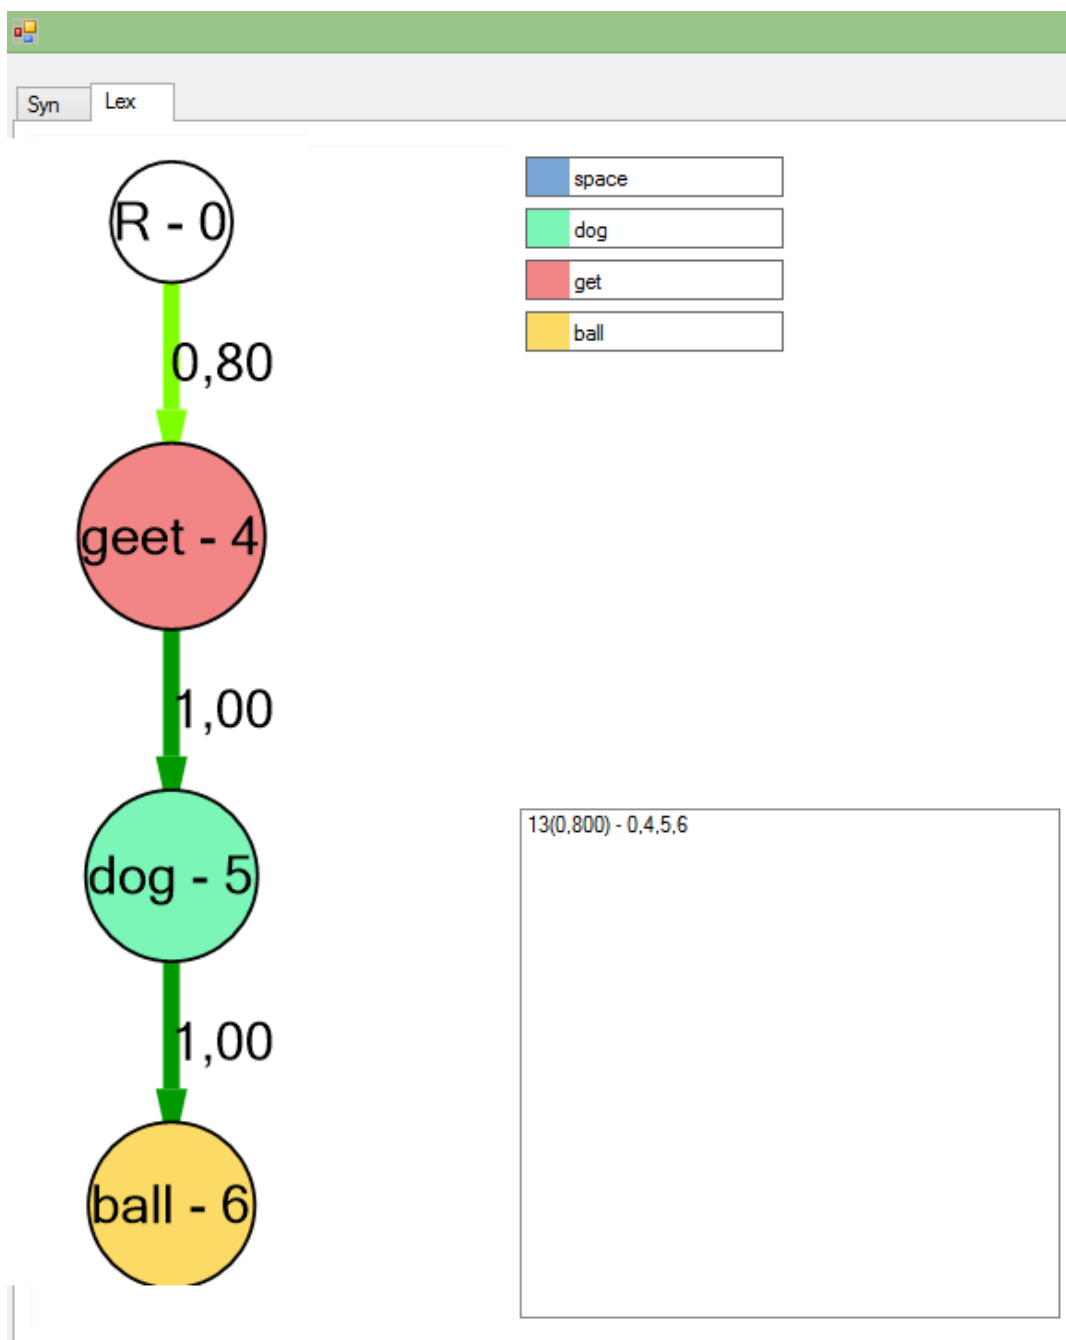 Syn
Lex
R - 0
0,80
geet - 4
1,00
dog - 5
1,00
ball - 6
space
dog
get
ball
13(0,800) - 0,4,5,6